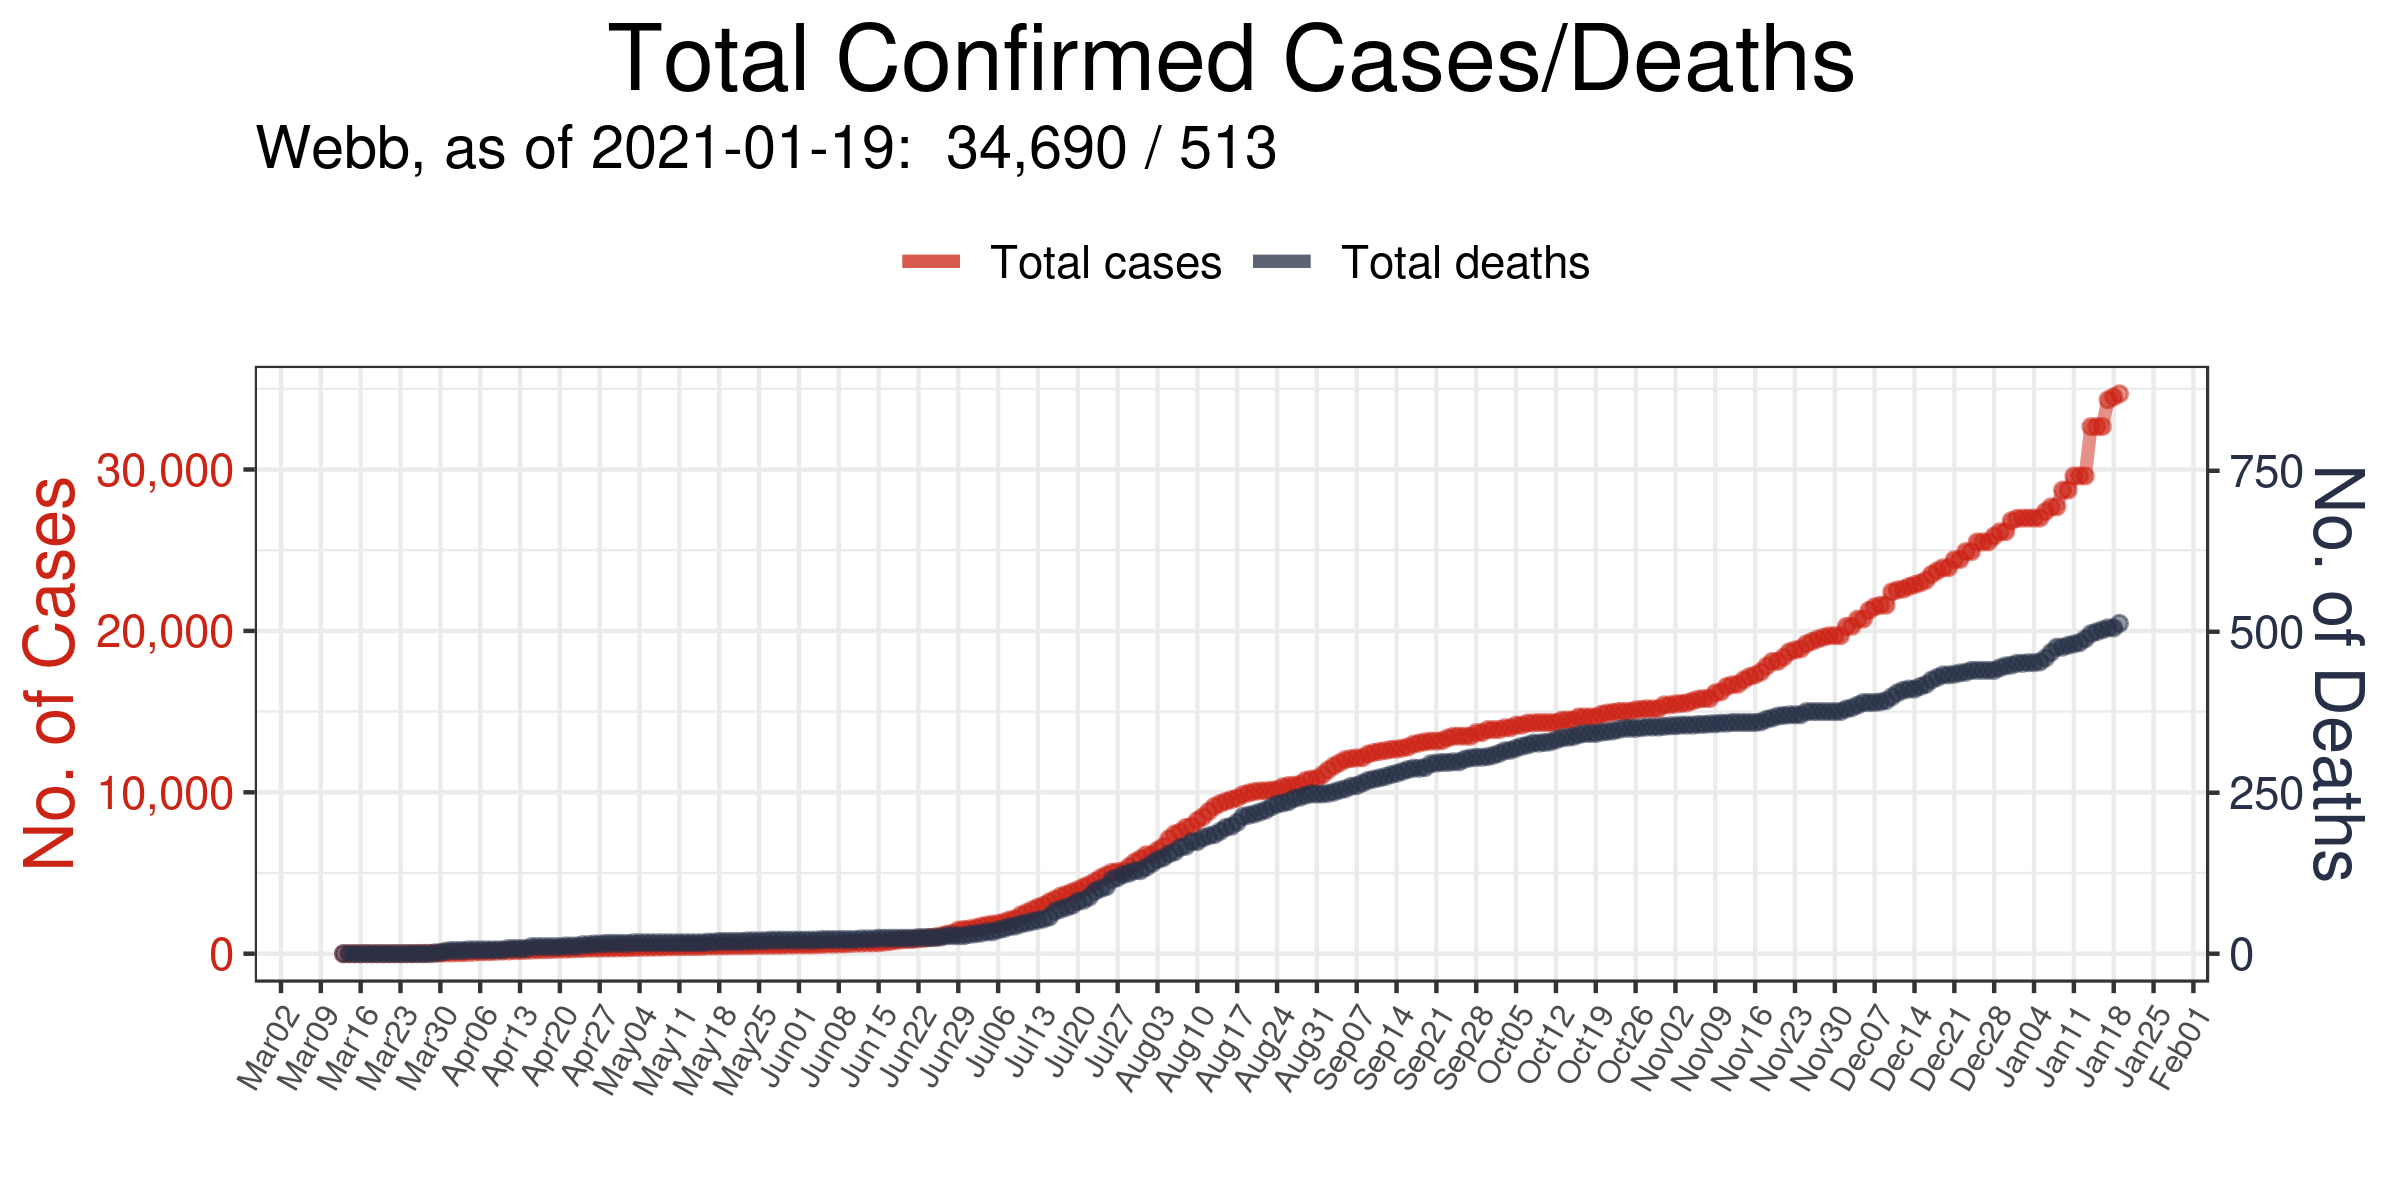 Total Confirmed Cases/Deaths
Webb, as of 2021-01-19:  34,690 / 513
Total cases
Total deaths
No. of Cases
30,000
20,000
10,000
0
750
500
250
0
No. of Deaths
Mar02
Mar09
Mar16
Mar23
Mar30
Apr06
Apr13
Apr20
Apr27
May04
May11
May18
May25
Jun01
Jun08
Jun15
Jun22
Jun29
Jul06
Jul13
Jul20
Jul27
Aug03
Aug10
Aug17
Aug24
Aug31
Sep07
Sep14
Sep21
Sep28
Oct05
Oct12
Oct19
Oct26
Nov02
Nov09
Nov16
Nov23
Nov30
Dec07
Dec14
Dec21
Dec28
Jan04
Jan11
Jan18
Jan25
Feb01